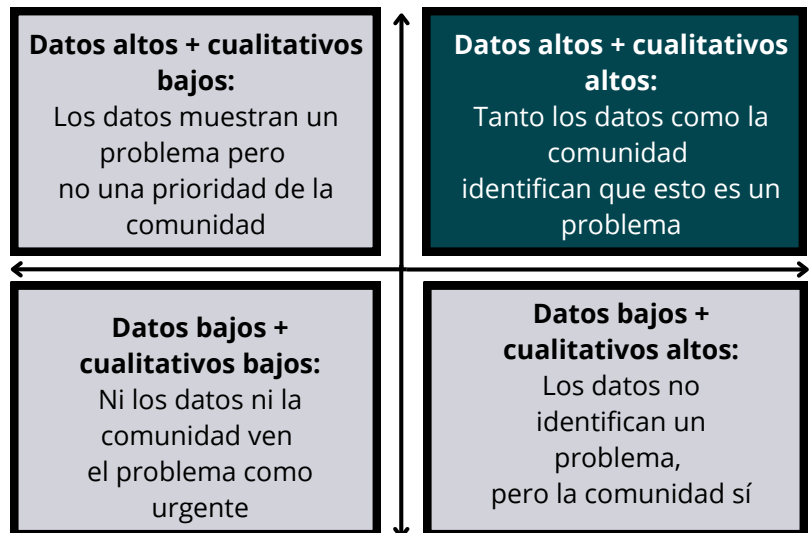 Datos altos + cualitativos
bajos:
Los datos muestran un
problema pero
no una prioridad de la
comunidad
Datos altos + cualitativos
altos:
Tanto los datos como la
comunidad
identifican que esto es un
problema
Datos bajos +
cualitativos bajos:
Ni los datos ni la
comunidad ven
el problema como
urgente
Datos bajos +
cualitativos altos:
Los datos no
identifican un
problema,
pero la comunidad sí